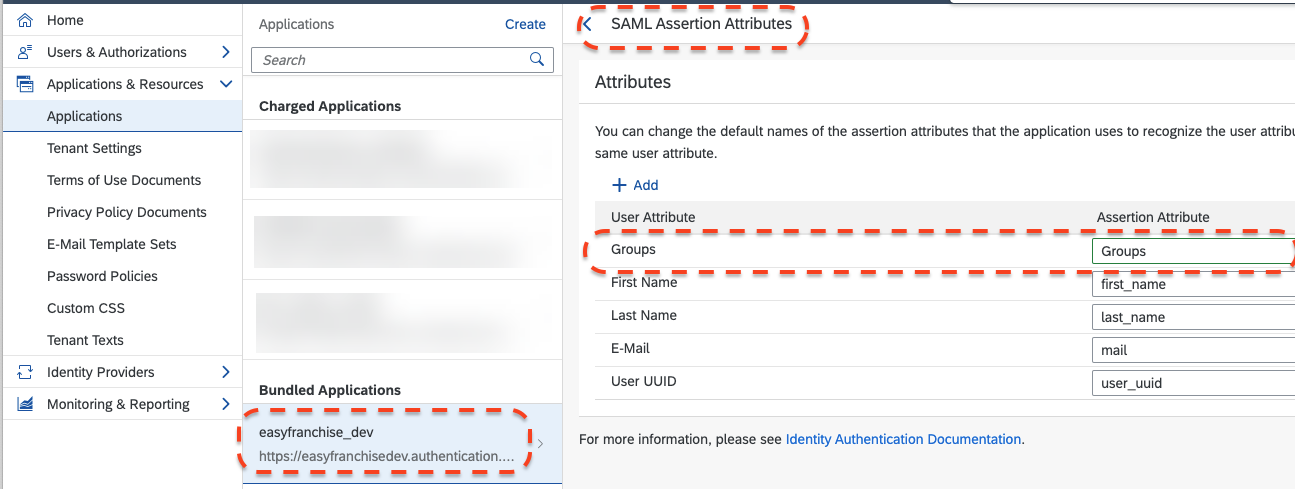 Home
Users & Authorizations
Applications & Resources
Applications
Tenant Settings
Terms of Use Documents
Privacy Policy Documents
E-Mail Template Sets
Password Policies
Custom CSS
Tenant Texts
Identity Providers
Monitoring & Reporting
Applications Create
Search
Charged Applications
Bundled Applications
easyfranchise_dev
https://easyfranchisedev.authentication....
SAML Assertion Attributes
Attributes
You can change the default names of the assertion attributes that the application uses to recognize the user
same user attribute.
+ Add
User Attribute Assertion Attribute
Groups Groups
First Name first_name
Last Name last_name
E-Mail mail
User UUID user_uuid
For more information, please see Identity Authentication Documentation.